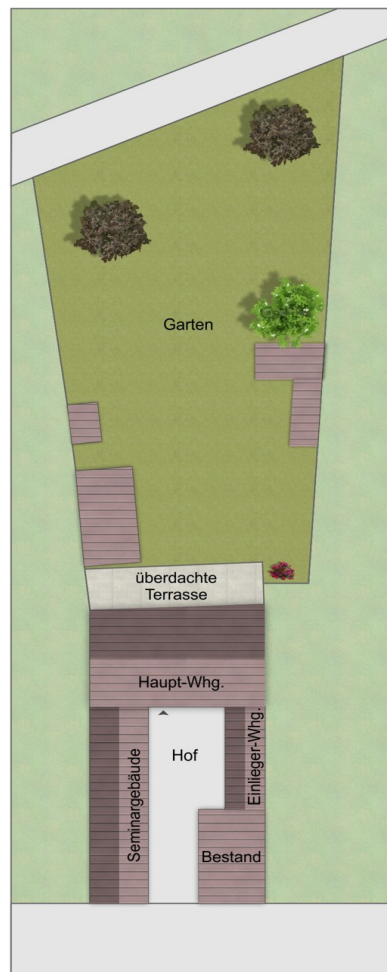 Garten
überdachte
Terrasse
Haupt-Whg.
Hof
Seminargebäude
Einlieger-Whg.
Bestand